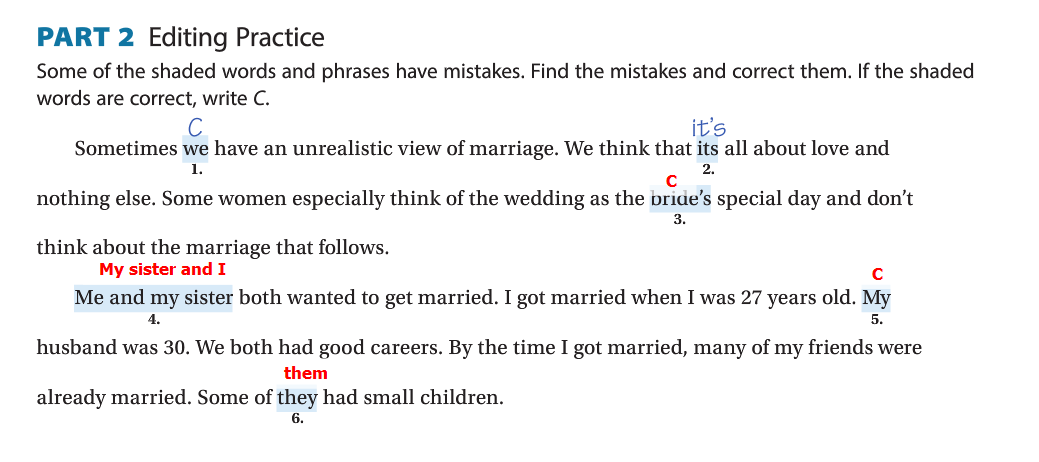 PART 2 Editing Practice
Some of the shaded words and phrases have mistakes. Find the mistakes and correct them. If the shaded
words are correct, write C.
C it's
Sometimes we have an unrealistic view of marriage. We think that its all about love and
1. 2.
C
nothing else. Some women especially think of the wedding as the bride's special day and don't
3.
think about the marriage that follows.
My sister and I C
Me and my sister both wanted to get married. I got married when I was 27 years old. My
4. 5.
husband was 30. We both had good careers. By the time I got married, many of my friends were
them
already married. Some of they had small children.
6.